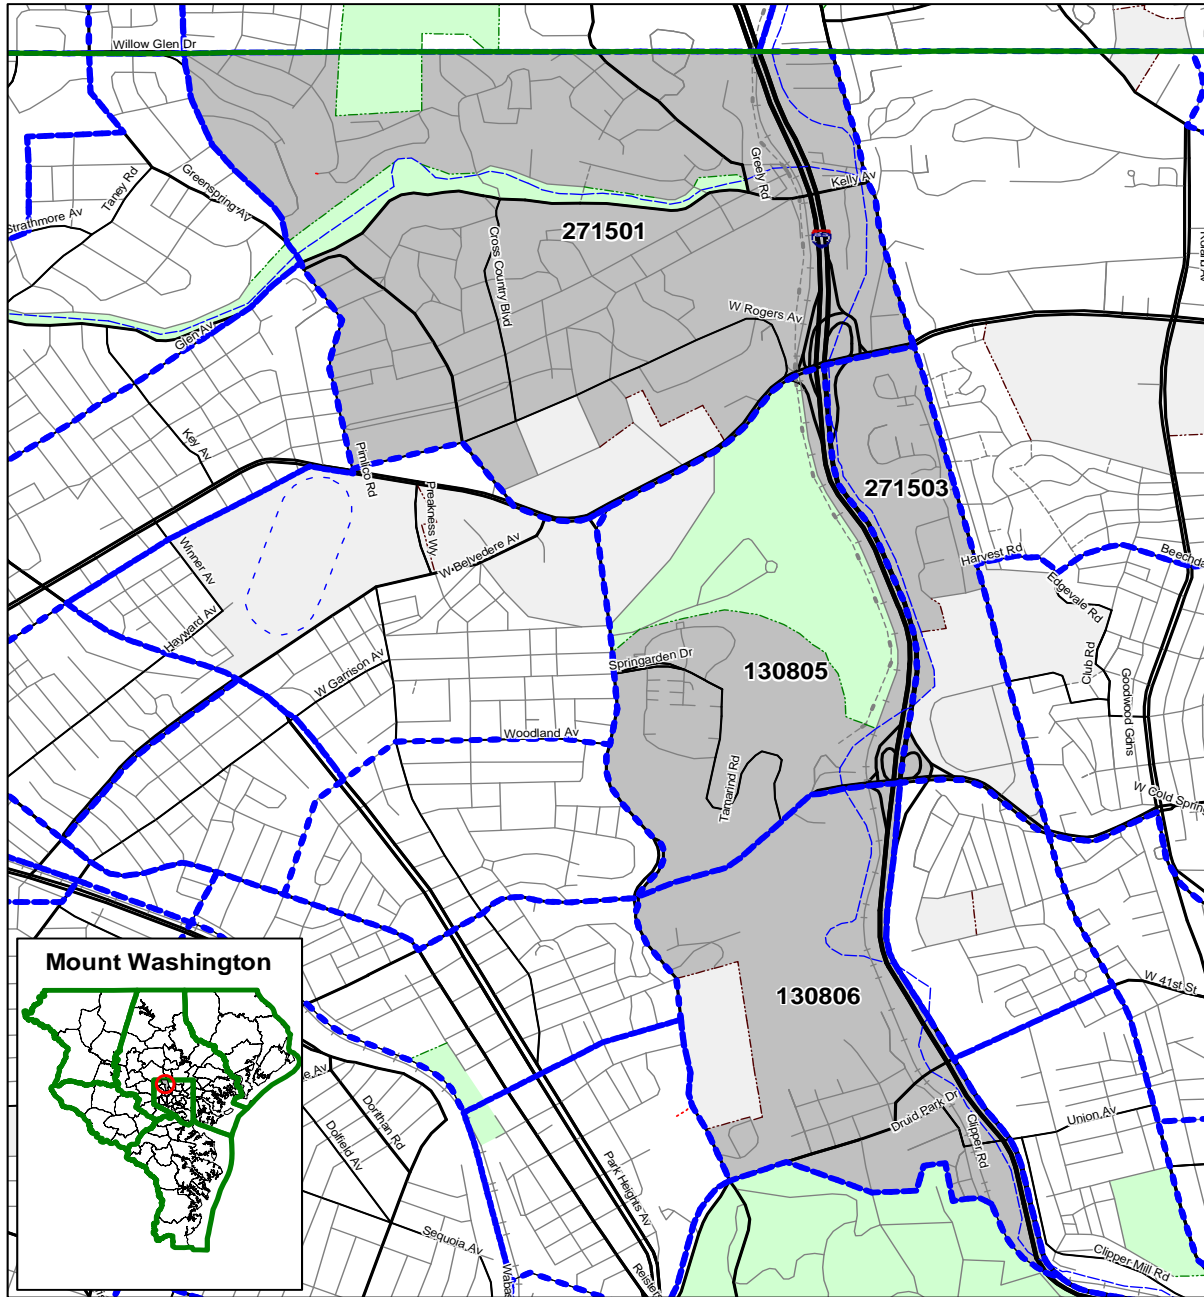 Willow Glen Dr
Greely Rd
Kelly Av
Taney Rd
Greenspring Av
Strathmore Av
271501
Cross Country Blvd
W Rogers Av
Glen Av
Key Av
Pimlico Rd
Preakness Wy
271503
W Belvedere Av
Winner Av
Harvest Rd
Beechda
Edgevale Rd
Hayward Av
W Garrison Av
Springarden Dr
130805
Club Rd
Goodwood Gdns
Woodland Av
Tamarind Rd
W Cold Spring
Mount Washington
130806
W 41st St
e Av
Dorithan Rd
Dolfield Av
Druid Park Dr
Union Av
Clipper Rd
Park Heights Av
Sequoia Av
Clipper Mill Rd
Reisters
Wabas